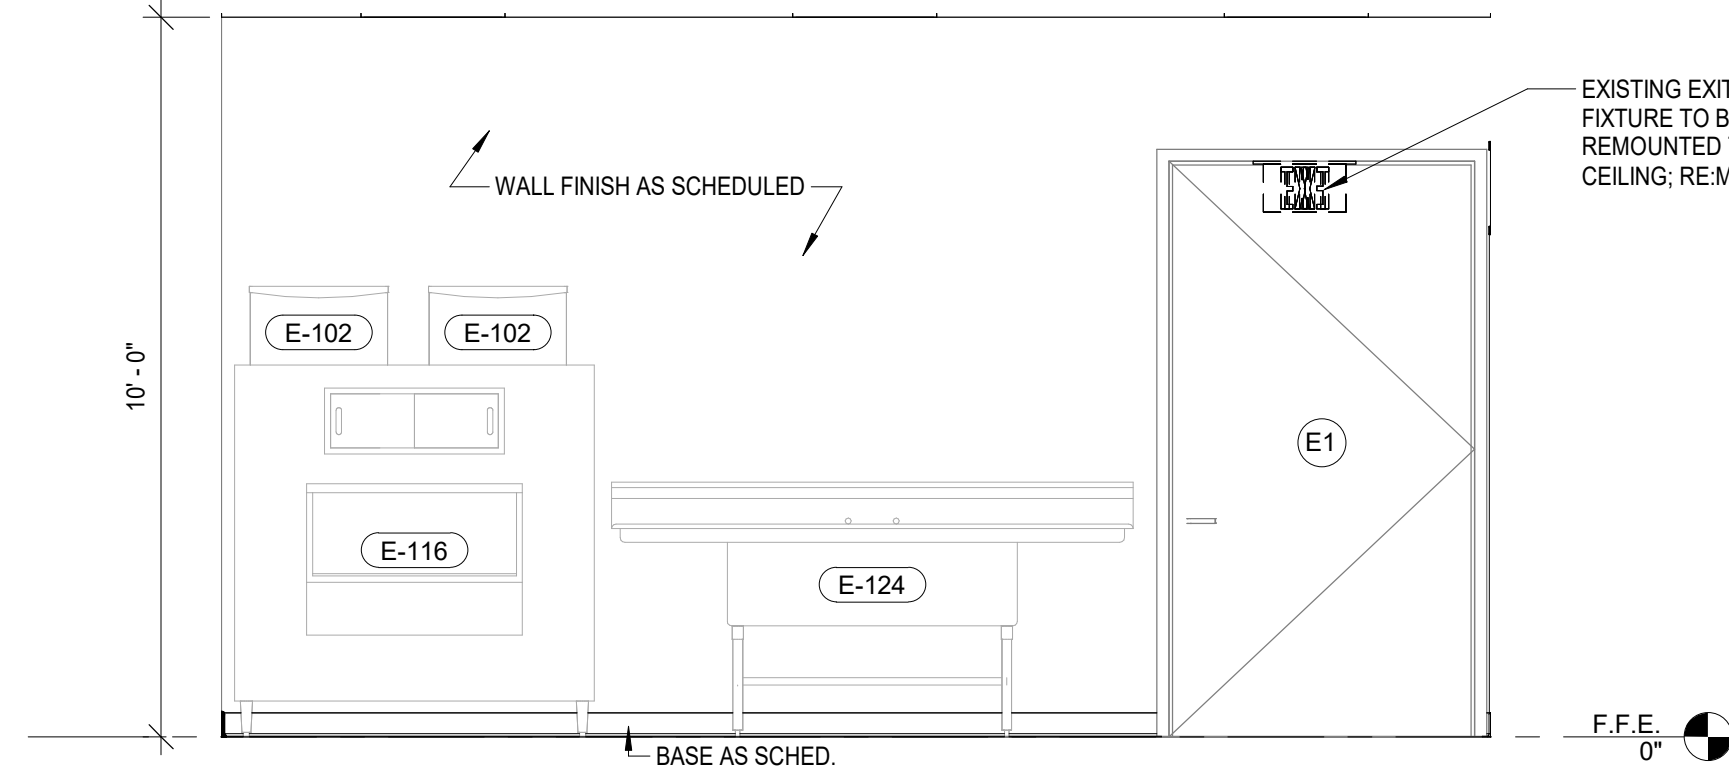 EXISTING EXIT
FIXTURE TO B
REMOUNTED
CEILING; RE:M
WALL FINISH AS SCHEDULED
E-102
E-102
10' - 0"
E1
E-116
E-124
F.F.E.
0"
BASE AS SCHED.